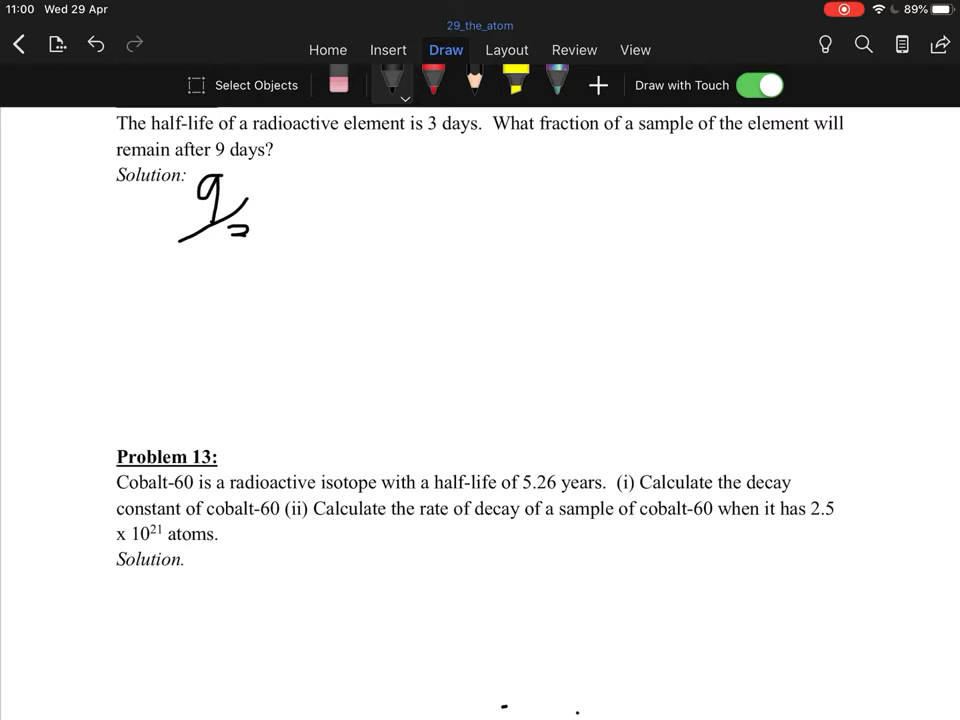 11:00 Wed 29 Apr
89%
29_the_atom
Home Insert Draw Layout Review View
Select Objects
Draw with Touch
The half-life of a radioactive element is 3 days. What fraction of a sample of the element will
remain after 9 days?
Solution:
9/
Problem 13:
Cobalt-60 is a radioactive isotope with a half-life of 5.26 years. (i) Calculate the decay
constant of cobalt-60 (ii) Calculate the rate of decay of a sample of cobalt-60 when it has 2.5
x 10²¹ atoms.
Solution.